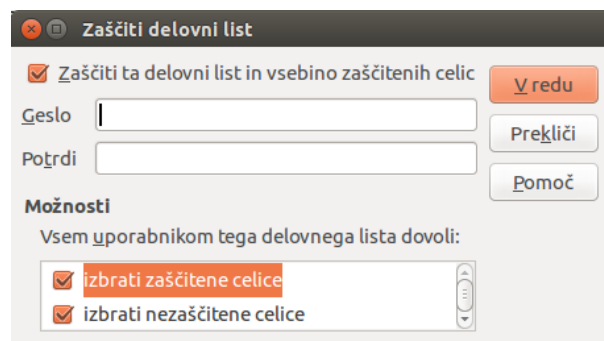 Zaščiti delovni list
Zaščiti ta delovni list in vsebino zaščitenih celic
V redu
Geslo
Prekliči
Potrdi
Pomoč
Možnosti
Vsem uporabnikom tega delovnega lista dovoli:
izbrati zaščitene celice
izbrati nezaščitene celice